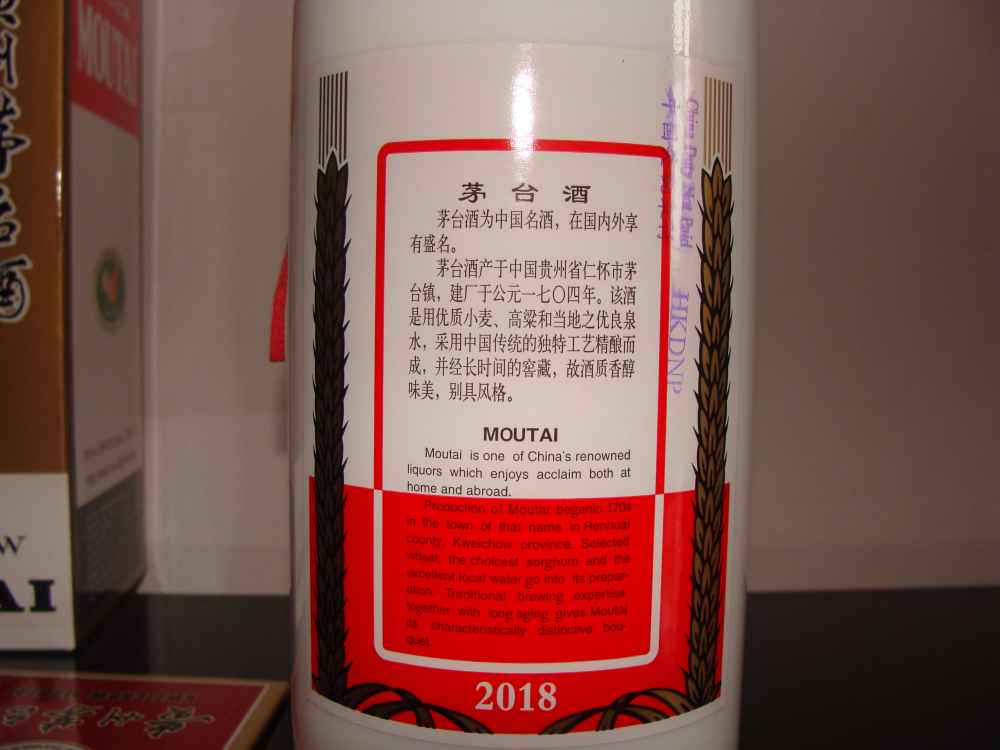 茅台酒
茅台酒为中国名酒，在国内外享
有盛名。
茅台酒产于中国贵州省仁怀市茅
台镇，建厂于公元一七〇四年。该酒
是用优质小麦、高粱和当地之优良泉
水，采用中国传统的独特工艺精酿而
成，并经长时间的窖藏，故酒质香醇
味美，别具风格。
MOUTAI
Moutai is one of China's renowned
liquors which enjoys acclaim both at
home and abroad.
Production of Moutai beganin 1704
in the town of that name in Renhuai
county, Kweichow province. Selected
wheat, the choicest sorghum and the
excellent local water go into its prepar-
ation. Traditional brewing expertise
together with long aging gives Moutai
its characteristically distinctive bou-
quet.
2018
China Duty Not Paid
HKDNP
贵州茅台酒
MOUTAI
W
AI